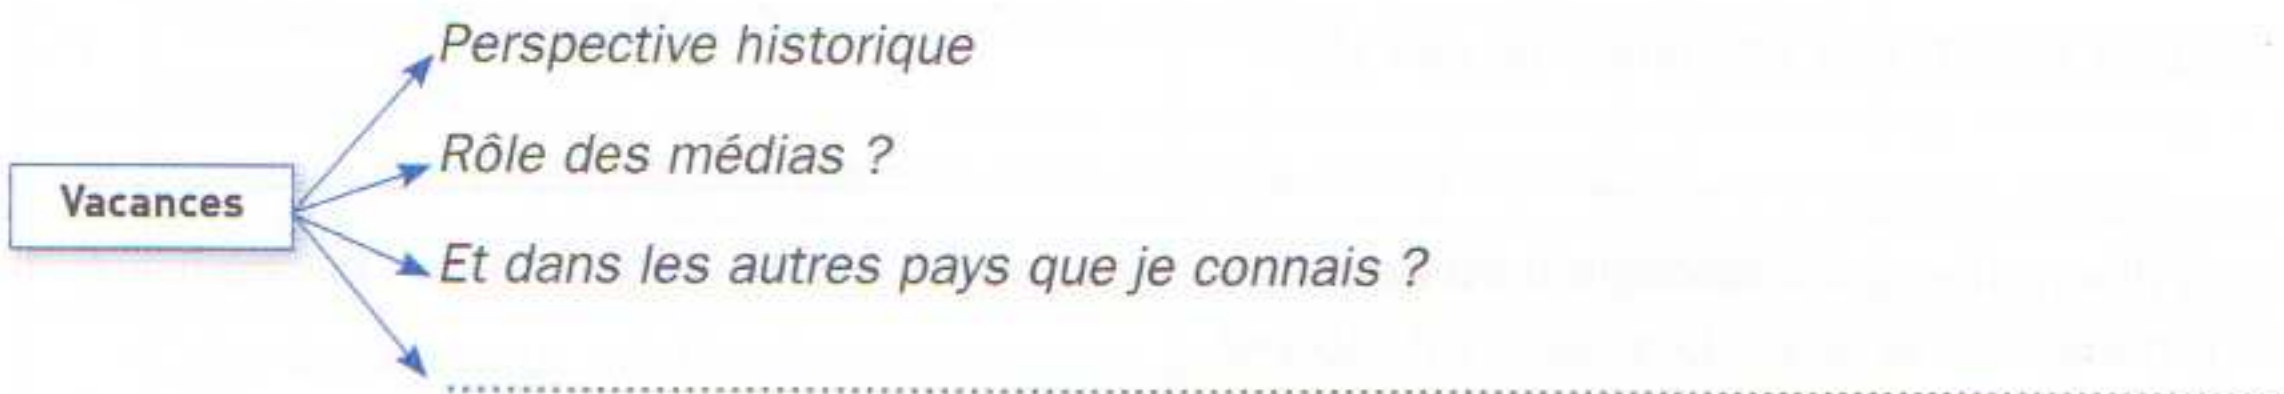 Perspective historique
Rôle des médias ?
Vacances
Et dans les autres pays que je connais ?